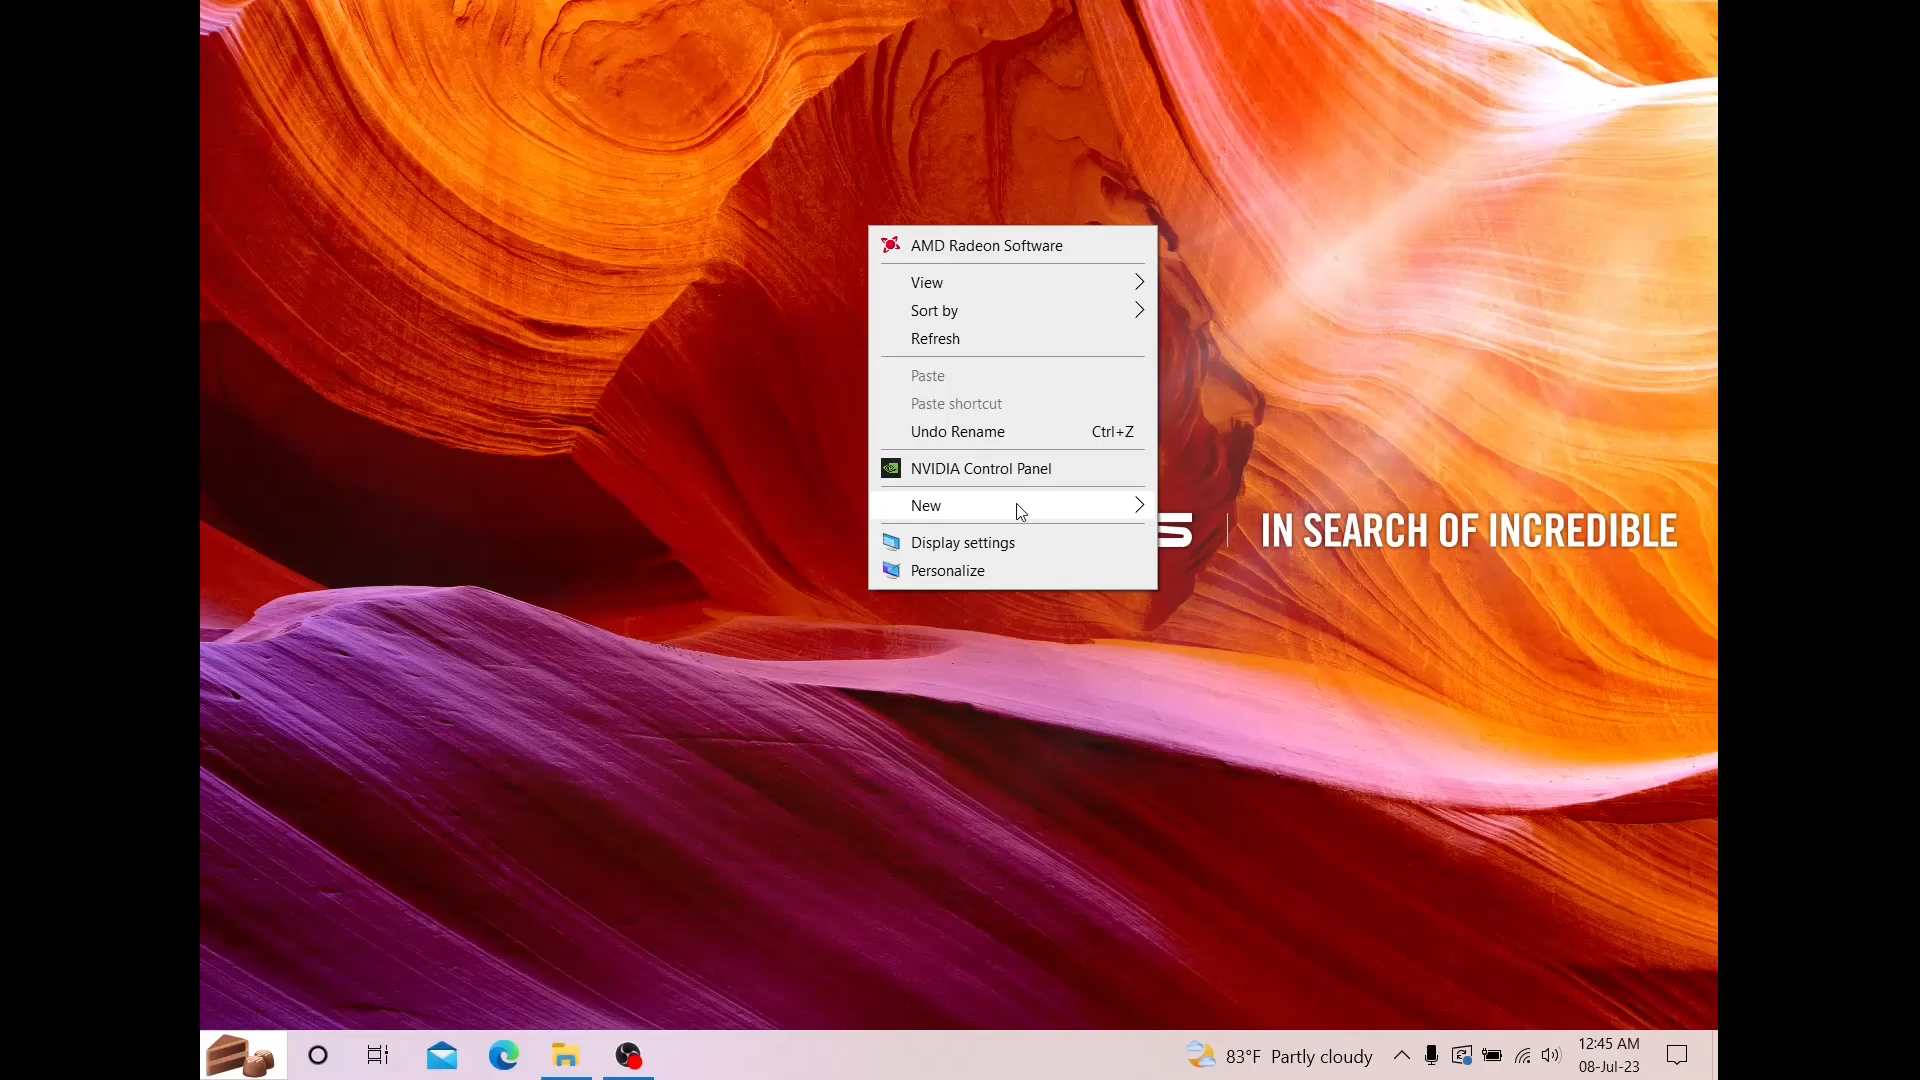 AMD Radeon Software
View
Sort by
Refresh
Paste
Paste shortcut
Undo Rename Ctrl+Z
NVIDIA Control Panel
New
S IN SEARCH OF INCREDIBLE
Display settings
Personalize
83°F Partly cloudy
12:45 AM
08-Jul-23